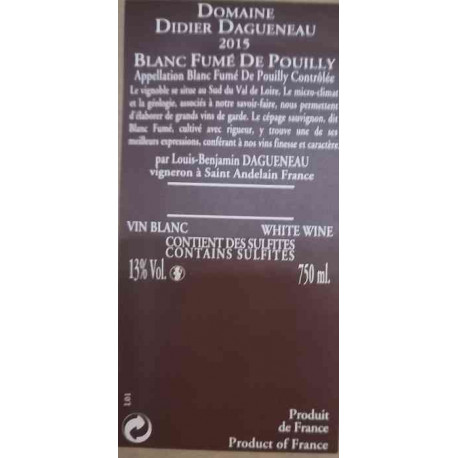 DOMAINE
DIDIER DAGUENEAU
2015
BLANC FUMÉ DE POUILLY
Appellation Blanc Fumé De Pouilly Contrôlée
Le vignoble se situe au Sud du Val de Loire. Le micro-climat
et la géologie, associés à notre savoir-faire, nous permettent
d'élaborer de grands vins de garde. Le cépage sauvignon, dit
Blanc Fumé, cultivé avec rigueur, y trouve une de ses
meilleurs expressions, conférant à nos vins finesse et caractère.
par Louis-Benjamin DAGUENEAU
vigneron à Saint Andelain France
VIN BLANC WHITE WINE
CONTIENT DES SULFITES
CONTAINS SULFITES
13% Vol. 750 ml.
L01
Produit
de France
Product of France